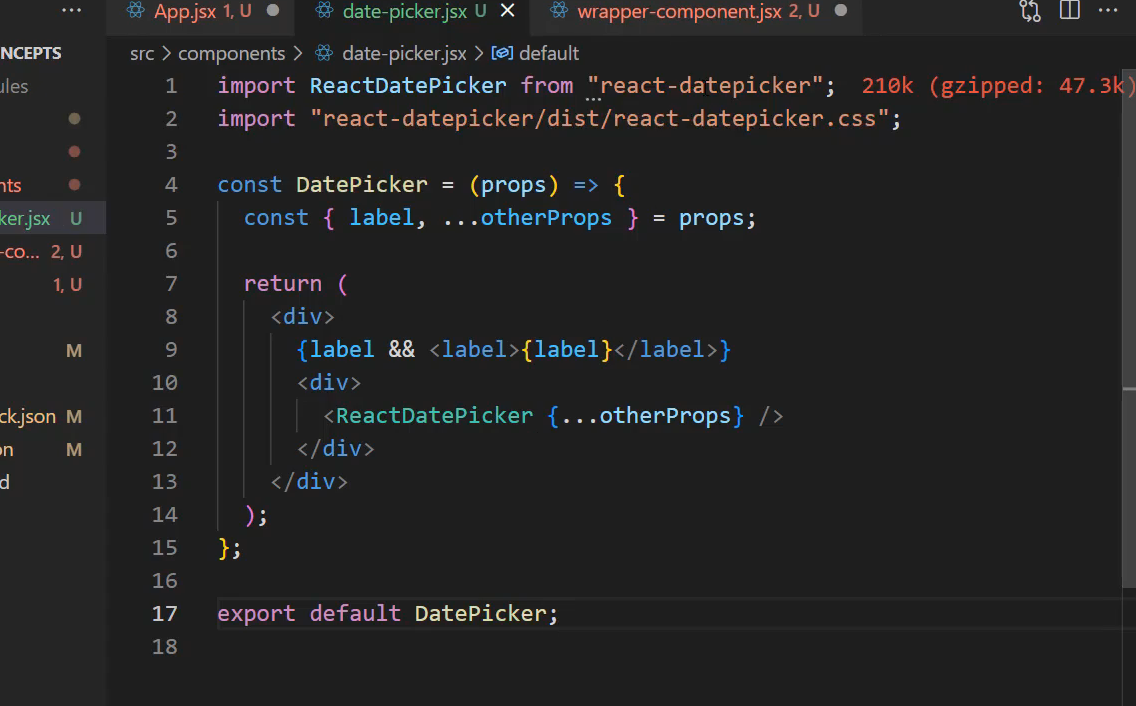 App.jsx 1, U date-picker.jsx U wrapper-component.jsx 2, U
NCEPTS
src > components > date-picker.jsx > default
ules
nts
ker.jsx U
-co... 2, U
1, U
M
ck.json M
on M
d
1 import ReactDatePicker from "react-datepicker"; 210k (gzipped: 47.3k)
2 import "react-datepicker/dist/react-datepicker.css";
3
4 const DatePicker = (props) => {
5 const { label, ...otherProps } = props;
6
7 return (
8 <div>
9 {label && <label>{label}</label>}
10 <div>
11 <ReactDatePicker {...otherProps} />
12 </div>
13 </div>
14 );
15 };
16
17 export default DatePicker;
18